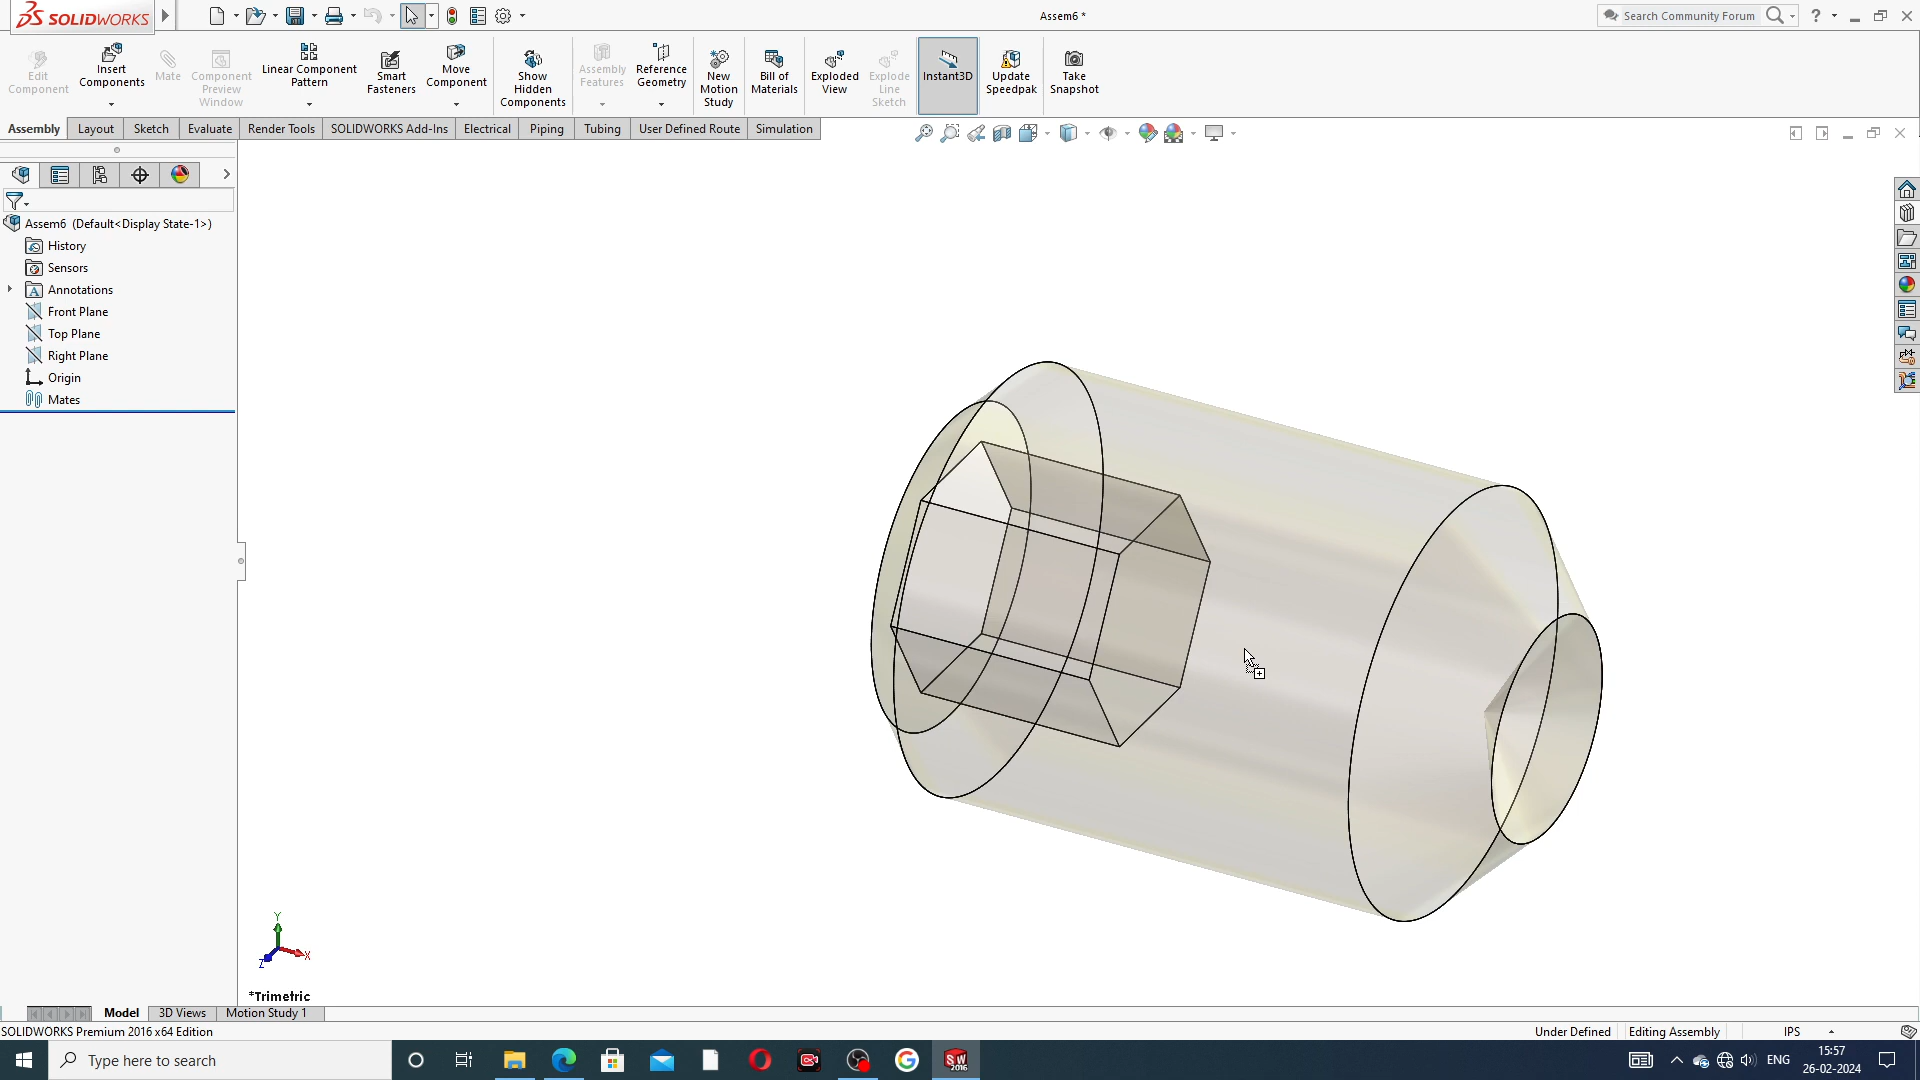 SOLIDWORKS
Assem6 *
Search Community Forum
?
Edit Component
Insert Components
Mate
Component Preview Window
Linear Component Pattern
Smart Fasteners
Move Component
Show Hidden Components
Assembly Features
Reference Geometry
New Motion Study
Bill of Materials
Exploded View
Explode Line Sketch
Instant3D
Update Speedpak
Take Snapshot
Assembly
Layout
Sketch
Evaluate
Render Tools
SOLIDWORKS Add-Ins
Electrical
Piping
Tubing
User Defined Route
Simulation
Assem6 (Default<Display State-1>)
History
Sensors
A Annotations
Front Plane
Top Plane
Right Plane
Origin
Mates
Y
X
Z
*Trimetric
Model
3D Views
Motion Study 1
SOLIDWORKS Premium 2016 x64 Edition
Under Defined
Editing Assembly
IPS
Type here to search
G
SW
2016
ENG
15:57
26-02-2024